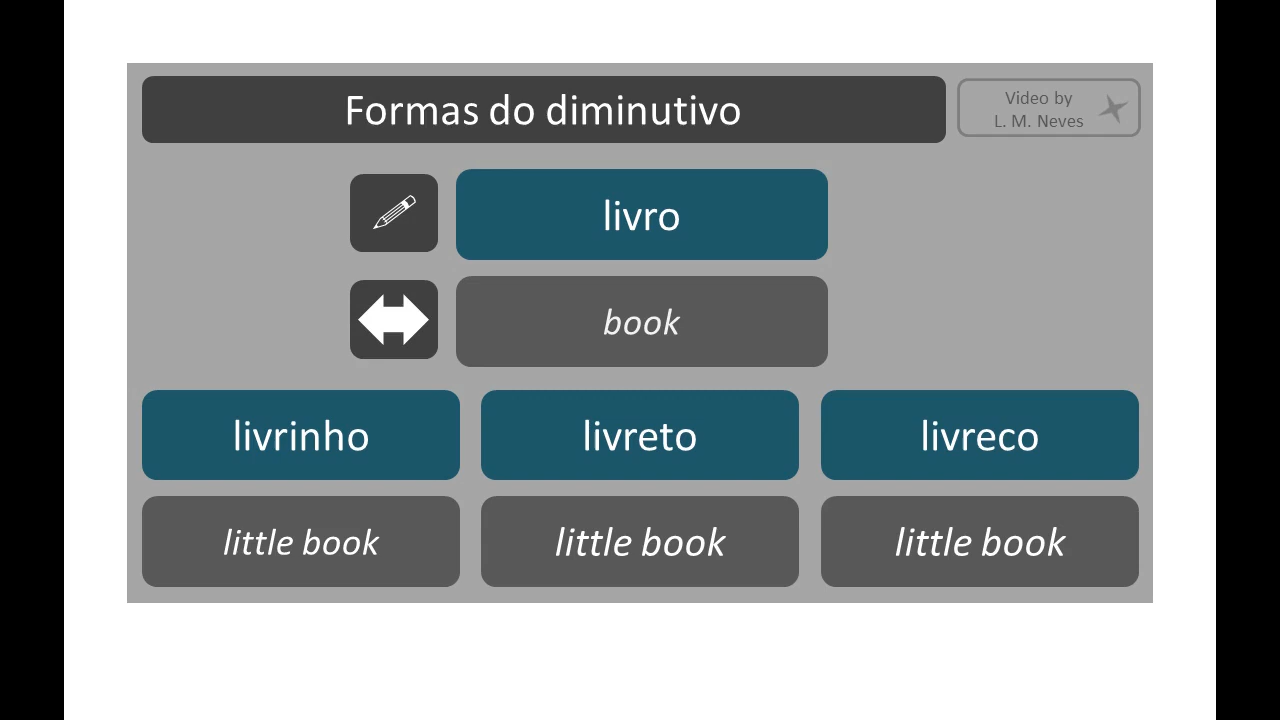 Formas do diminutivo
Video by
L. M. Neves
livro
book
livrinho
livreto
livreco
little book
little book
little book